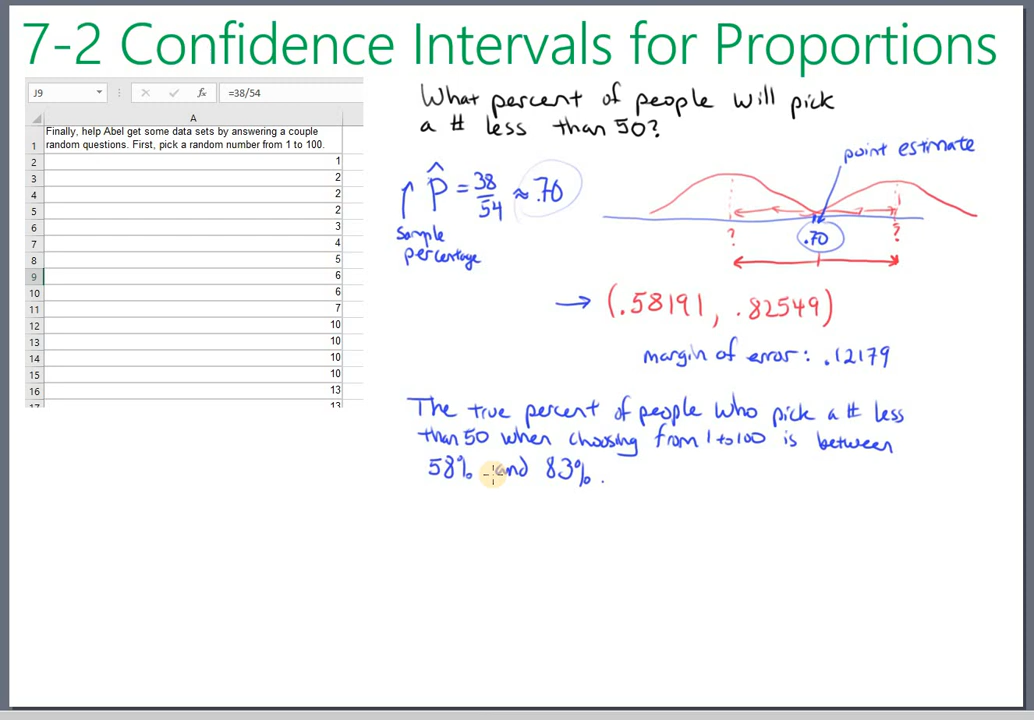 7-2 Confidence Intervals for Proportions
J9
fx
=38/54
A
1 Finally, help Abel get some data sets by answering a couple
random questions. First, pick a random number from 1 to 100.
2 1
3 2
4 2
5 2
6 3
7 4
8 5
9 6
10 6
11 7
12 10
13 10
14 10
15 10
16 13
17 13
What percent of people will pick
a # less than 50?
p̂ = 38/54 ≈ .70
Sample
percentage
point estimate
? .70 ?
→ (.58191, .82549)
margin of error: .12179
The true percent of people who pick a # less
than 50 when choosing from 1 to 100 is between
58% and 83%.